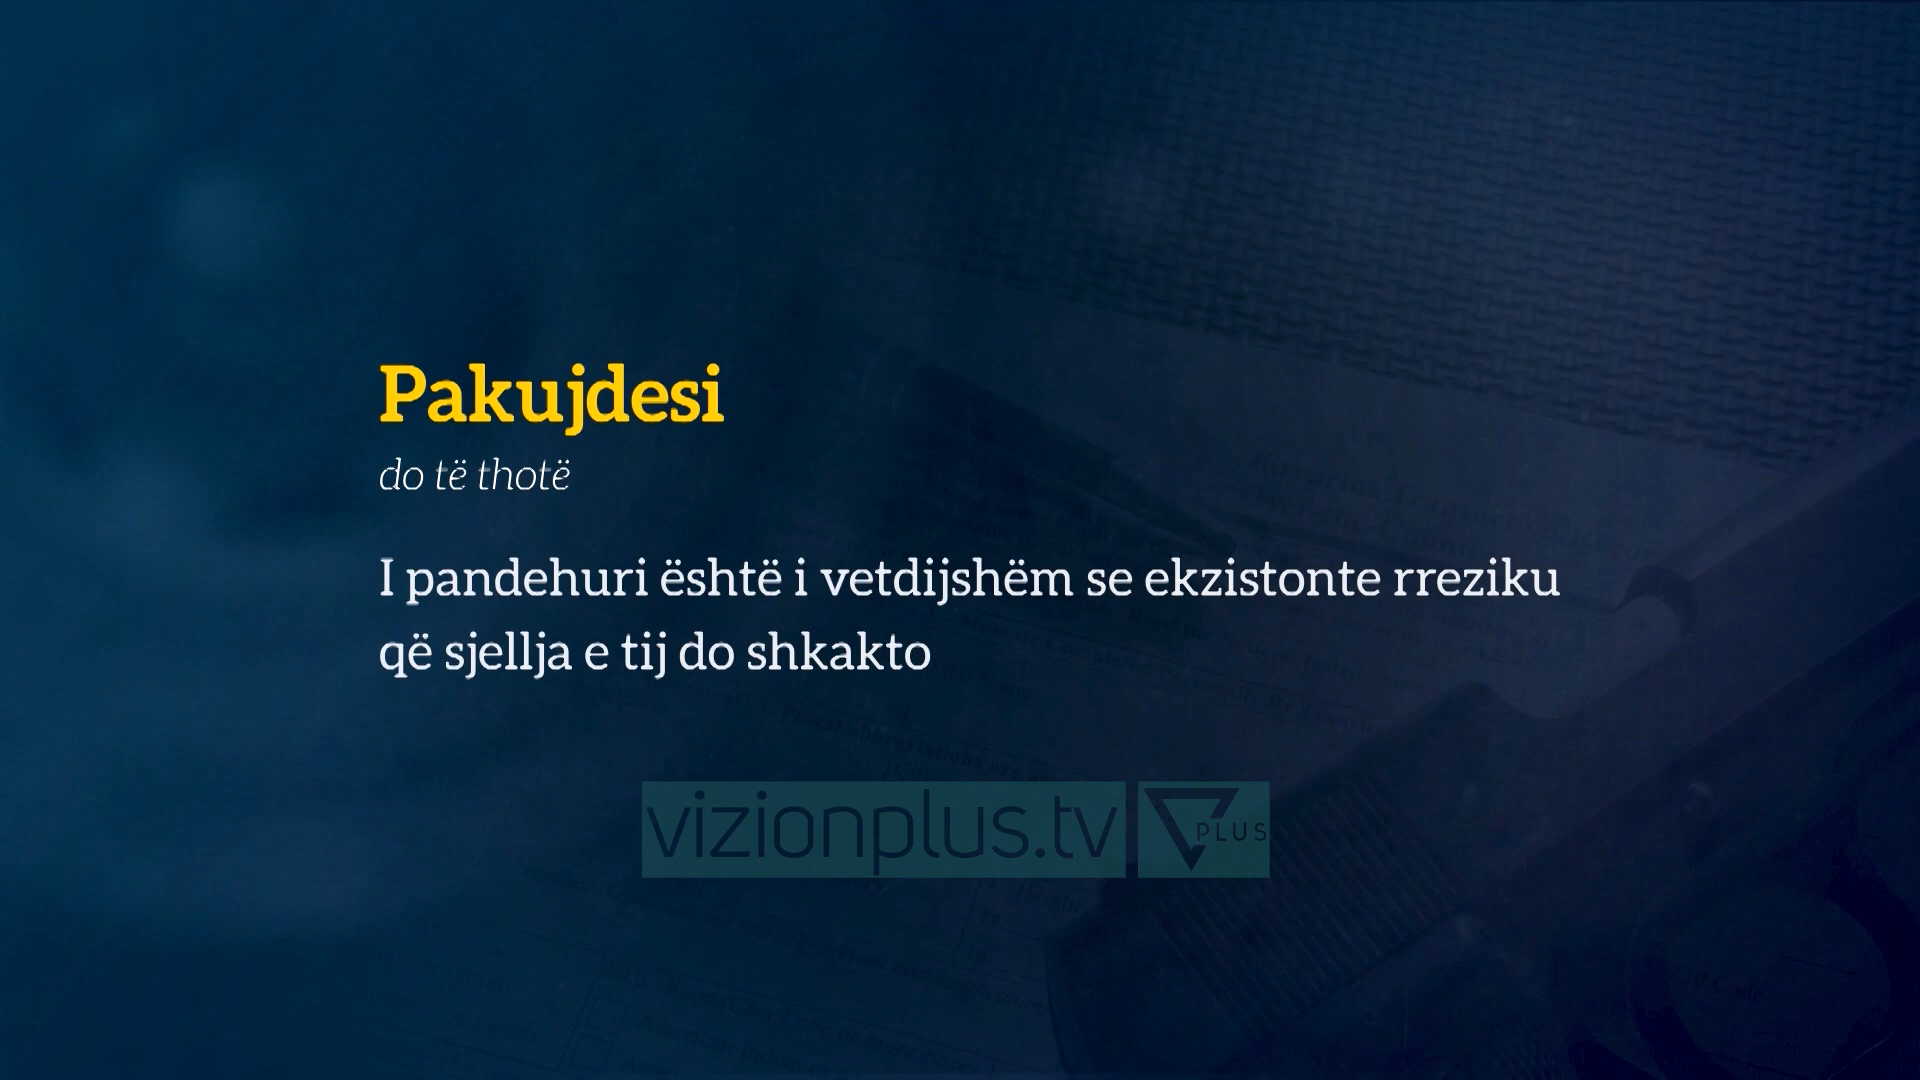 Pakujdesi
do të thotë
I pandehuri është i vetdijshëm se ekzistonte rreziku
që sjellja e tij do shkakto
vizionplus.tv PLUS